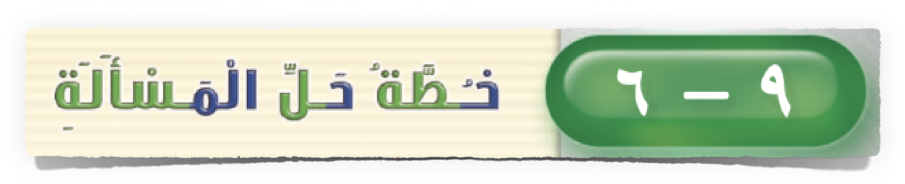 ٩ – ٦ خُطَّةُ حَلِّ الْمَسْأَلَةِ